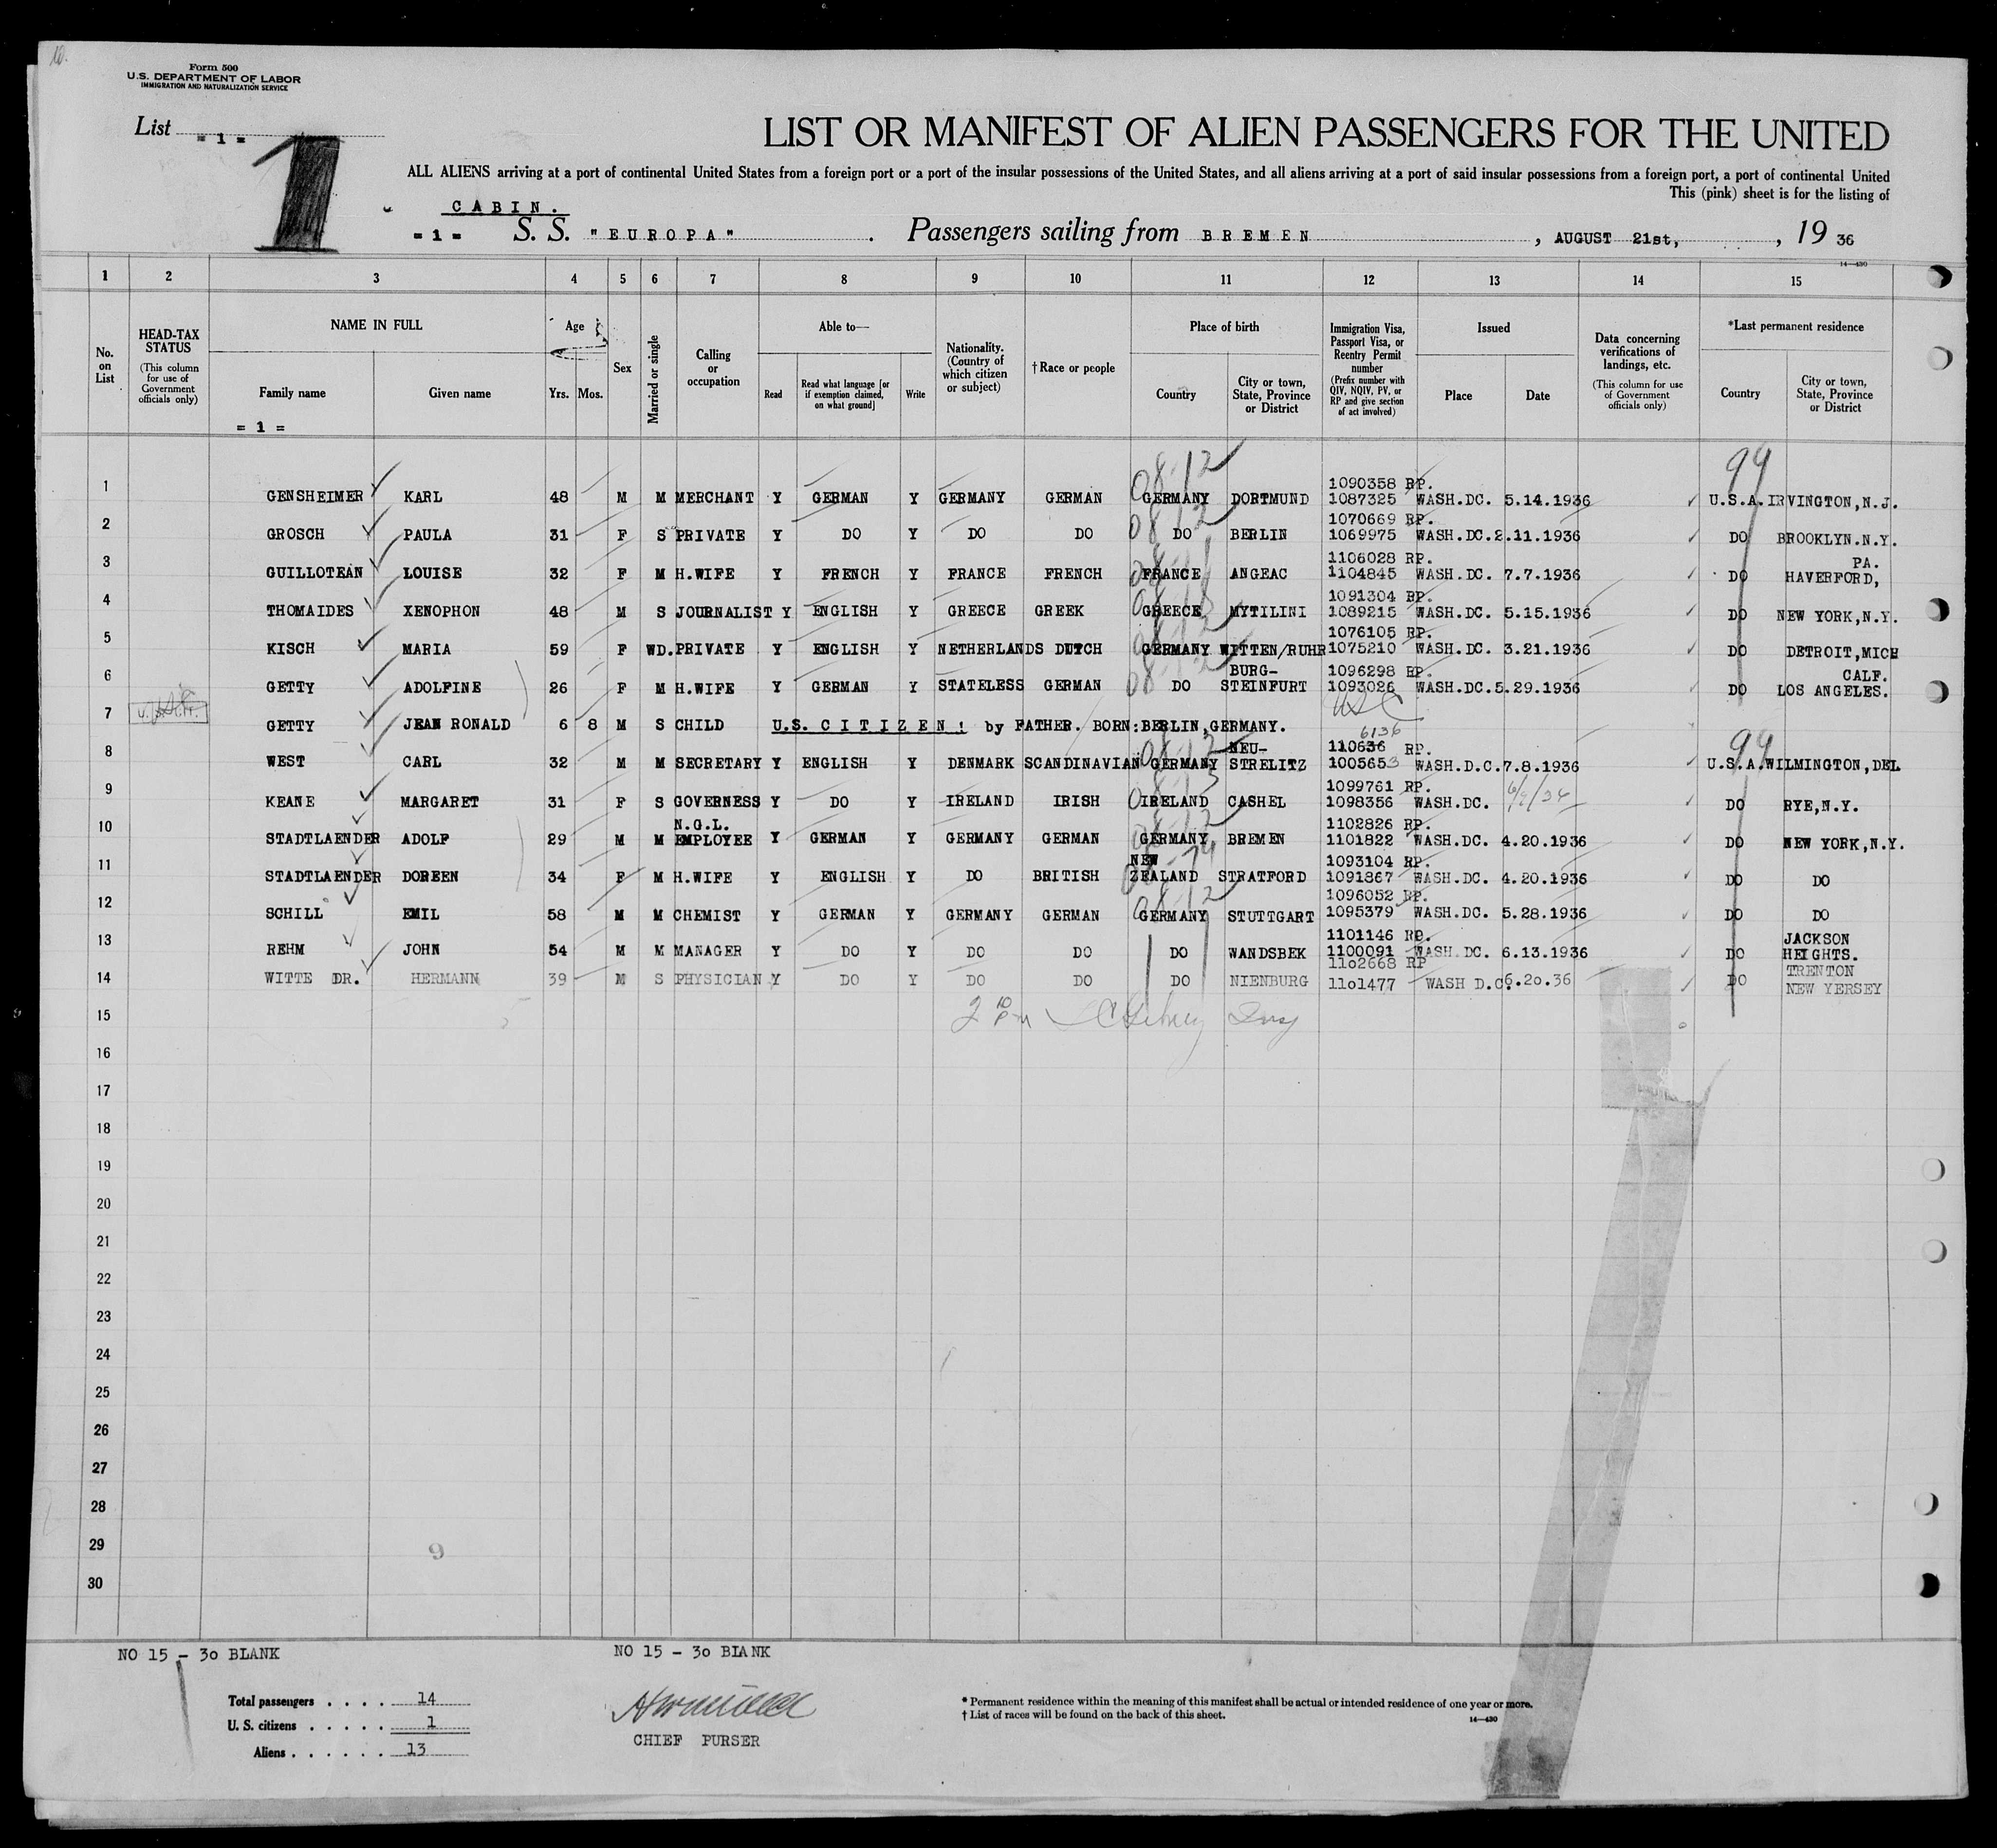 Form 500
U.S. DEPARTMENT OF LABOR
IMMIGRATION AND NATURALIZATION SERVICE
List = 1 =
1
LIST OR MANIFEST OF ALIEN PASSENGERS FOR THE UNITED
ALL ALIENS arriving at a port of continental United States from a foreign port or a port of the insular possessions of the United States, and all aliens arriving at a port of said insular possessions from a foreign port, a port of continental United
This (pink) sheet is for the listing of
CABIN.
= 1 = S. S. "EUROPA". Passengers sailing from BREMEN, AUGUST 21st, , 19 36
14—430
1 2 3 4 5 6 7 8 9 10 11 12 13 14 15
No. on List
HEAD-TAX STATUS (This column for use of Government officials only)
NAME IN FULL
Family name
Given name
Age
Yrs. Mos.
Sex
Married or single
Calling or occupation
Able to—
Read
Read what language [or if exemption claimed, on what ground]
Write
Nationality. (Country of which citizen or subject)
† Race or people
Place of birth
Country
City or town, State, Province or District
Immigration Visa, Passport Visa, or Reentry Permit number (Prefix number with QIV, NQIV, PV, or RP and give section of act involved)
Issued
Place
Date
Data concerning verifications of landings, etc. (This column for use of Government officials only)
*Last permanent residence
Country
City or town, State, Province or District
= 1 =
08-12 99
1090358 RP.
1 GENSHEIMER KARL 48 M M MERCHANT Y GERMAN Y GERMANY GERMAN GERMANY DORTMUND 1087325 WASH.DC. 5.14.1936 U.S.A. IRVINGTON,N.J.
1070669 RP.
2 GROSCH PAULA 31 F S PRIVATE Y DO Y DO DO DO BERLIN 1069975 WASH.DC.2.11.1936 DO BROOKLYN.N.Y.
1106028 RP. PA.
3 GUILLOTEAN LOUISE 32 F M H.WIFE Y FRENCH Y FRANCE FRENCH FRANCE ANGEAC 1104845 WASH.DC. 7.7.1936 DO HAVERFORD,
1091304 RP.
4 THOMAIDES XENOPHON 48 M S JOURNALIST Y ENGLISH Y GREECE GREEK GREECE MYTILINI 1089215 WASH.DC. 5.15.1936 DO NEW YORK,N.Y.
1076105 RP.
5 KISCH MARIA 59 F WD. PRIVATE Y ENGLISH Y NETHERLANDS DUTCH GERMANY WITTEN/RUHR 1075210 WASH.DC. 3.21.1936 DO DETROIT,MICH
BURG- 1096298 RP. CALF.
6 GETTY ADOLFINE 26 F M H.WIFE Y GERMAN Y STATELESS GERMAN DO STEINFURT 1093026 WASH.DC.5.29.1936 DO LOS ANGELES.
USC
7 GETTY JEAN RONALD 6 8 M S CHILD U.S. CITIZEN! by FATHER. BORN:BERLIN,GERMANY.
6136 99
NEU- 110636 RP.
8 WEST CARL 32 M M SECRETARY Y ENGLISH Y DENMARK SCANDINAVIAN GERMANY STRELITZ 1005653 WASH.D.C.7.8.1936 U.S.A. WILMINGTON,DEL
1099761 RP.
9 KEANE MARGARET 31 F S GOVERNESS Y DO Y IRELAND IRISH IRELAND CASHEL 1098356 WASH.DC. DO RYE,N.Y.
N.G.L. 1102826 RP.
10 STADTLAENDER ADOLF 29 M M EMPLOYEE Y GERMAN Y GERMANY GERMAN GERMANY BREMEN 1101822 WASH.DC. 4.20.1936 DO NEW YORK,N.Y.
NEW 1093104 RP.
11 STADTLAENDER DOREEN 34 F M H.WIFE Y ENGLISH Y DO BRITISH ZEALAND STRATFORD 1091867 WASH.DC. 4.20.1936 DO DO
1096052 RP.
12 SCHILL EMIL 58 M M CHEMIST Y GERMAN Y GERMANY GERMAN GERMANY STUTTGART 1095379 WASH.DC. 5.28.1936 DO DO
1101146 RP. JACKSON
13 REHM JOHN 54 M M MANAGER Y DO Y DO DO DO WANDSBEK 1100091 WASH.DC. 6.13.1936 DO HEIGHTS.
11o2668 RP TRENTON
14 WITTE DR. HERMANN 39 M S PHYSICIAN Y DO Y DO DO DO NIENBURG 11o1477 WASH D.C.6.20.36 DO NEW YERSEY
15 2 10 PM
16
17
18
19
20
21
22
23
24
25
26
27
28
29
9
30
NO 15 - 3o BLANK NO 15 - 3o BLANK
Total passengers . . . . 14
U. S. citizens . . . . . 1
Aliens . . . . . . 13
CHIEF PURSER
* Permanent residence within the meaning of this manifest shall be actual or intended residence of one year or more.
† List of races will be found on the back of this sheet.
14—430